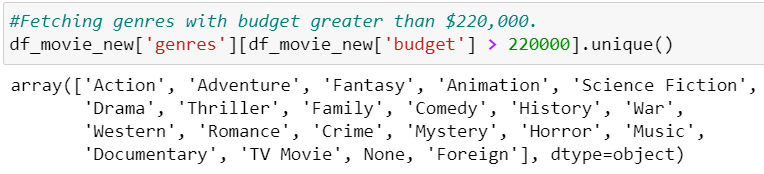 #Fetching genres with budget greater than $220,000.
df_movie_new['genres'][df_movie_new['budget'] > 220000].unique()
array(['Action', 'Adventure', 'Fantasy', 'Animation', 'Science Fiction',
'Drama', 'Thriller', 'Family', 'Comedy', 'History', 'War',
'Western', 'Romance', 'Crime', 'Mystery', 'Horror', 'Music',
'Documentary', 'TV Movie', None, 'Foreign'], dtype=object)